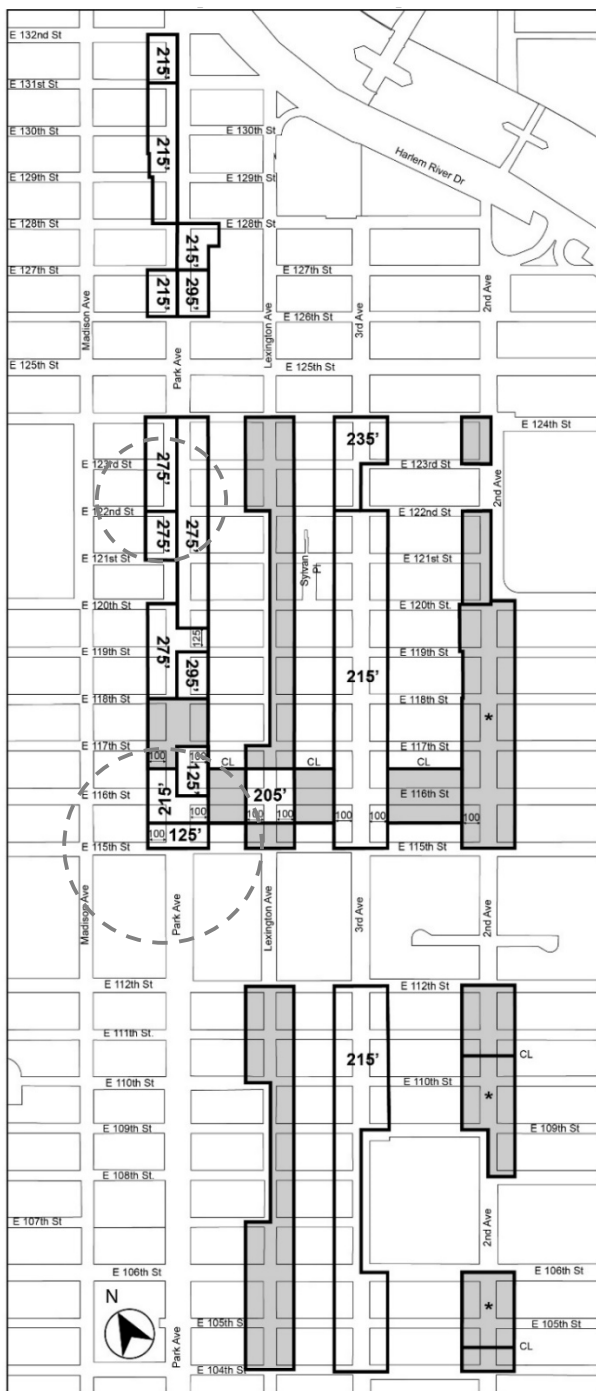 E 132nd St
215'
E 131st St
E 130th St
E 130th St
215'
Harlem River Dr
E 129th St
E 129th St
E 128th St
E 128th St
2nd Ave
215'
E 127th St
E 127th St
215'
295'
Madison Ave
Lexington Ave
3rd Ave
E 126th St
Park Ave
E 125th St
E 125th St
E 124th St
235'
E 123rd St
275'
E 123rd St
2nd Ave
E 122nd St
E 122nd St
275'
275'
E 121st St
E 121st St
Sylvan
Pl.
E 120th St
E 120th St.
125
E 119th St
275'
E 119th St
295'
215'
E 118th St
E 118th St
*
E 117th St
E 117th St
100
100
CL
CL
125'
E 116th St
215'
205'
E 116th St
100
100
100
100
100
100
100
125'
E 115th St
E 115th St
Madison Ave
Park Ave
Lexington Ave
3rd Ave
2nd Ave
E 112th St
E 112th St
E 111th St.
CL
215'
E 110th St
E 110th St
*
E 109th St
E 109th St
E 108th St.
E 107th St
2nd Ave
E 106th St
E 106th St
N
*
E 105th St
E 105th St
CL
Park Ave
E 104th St